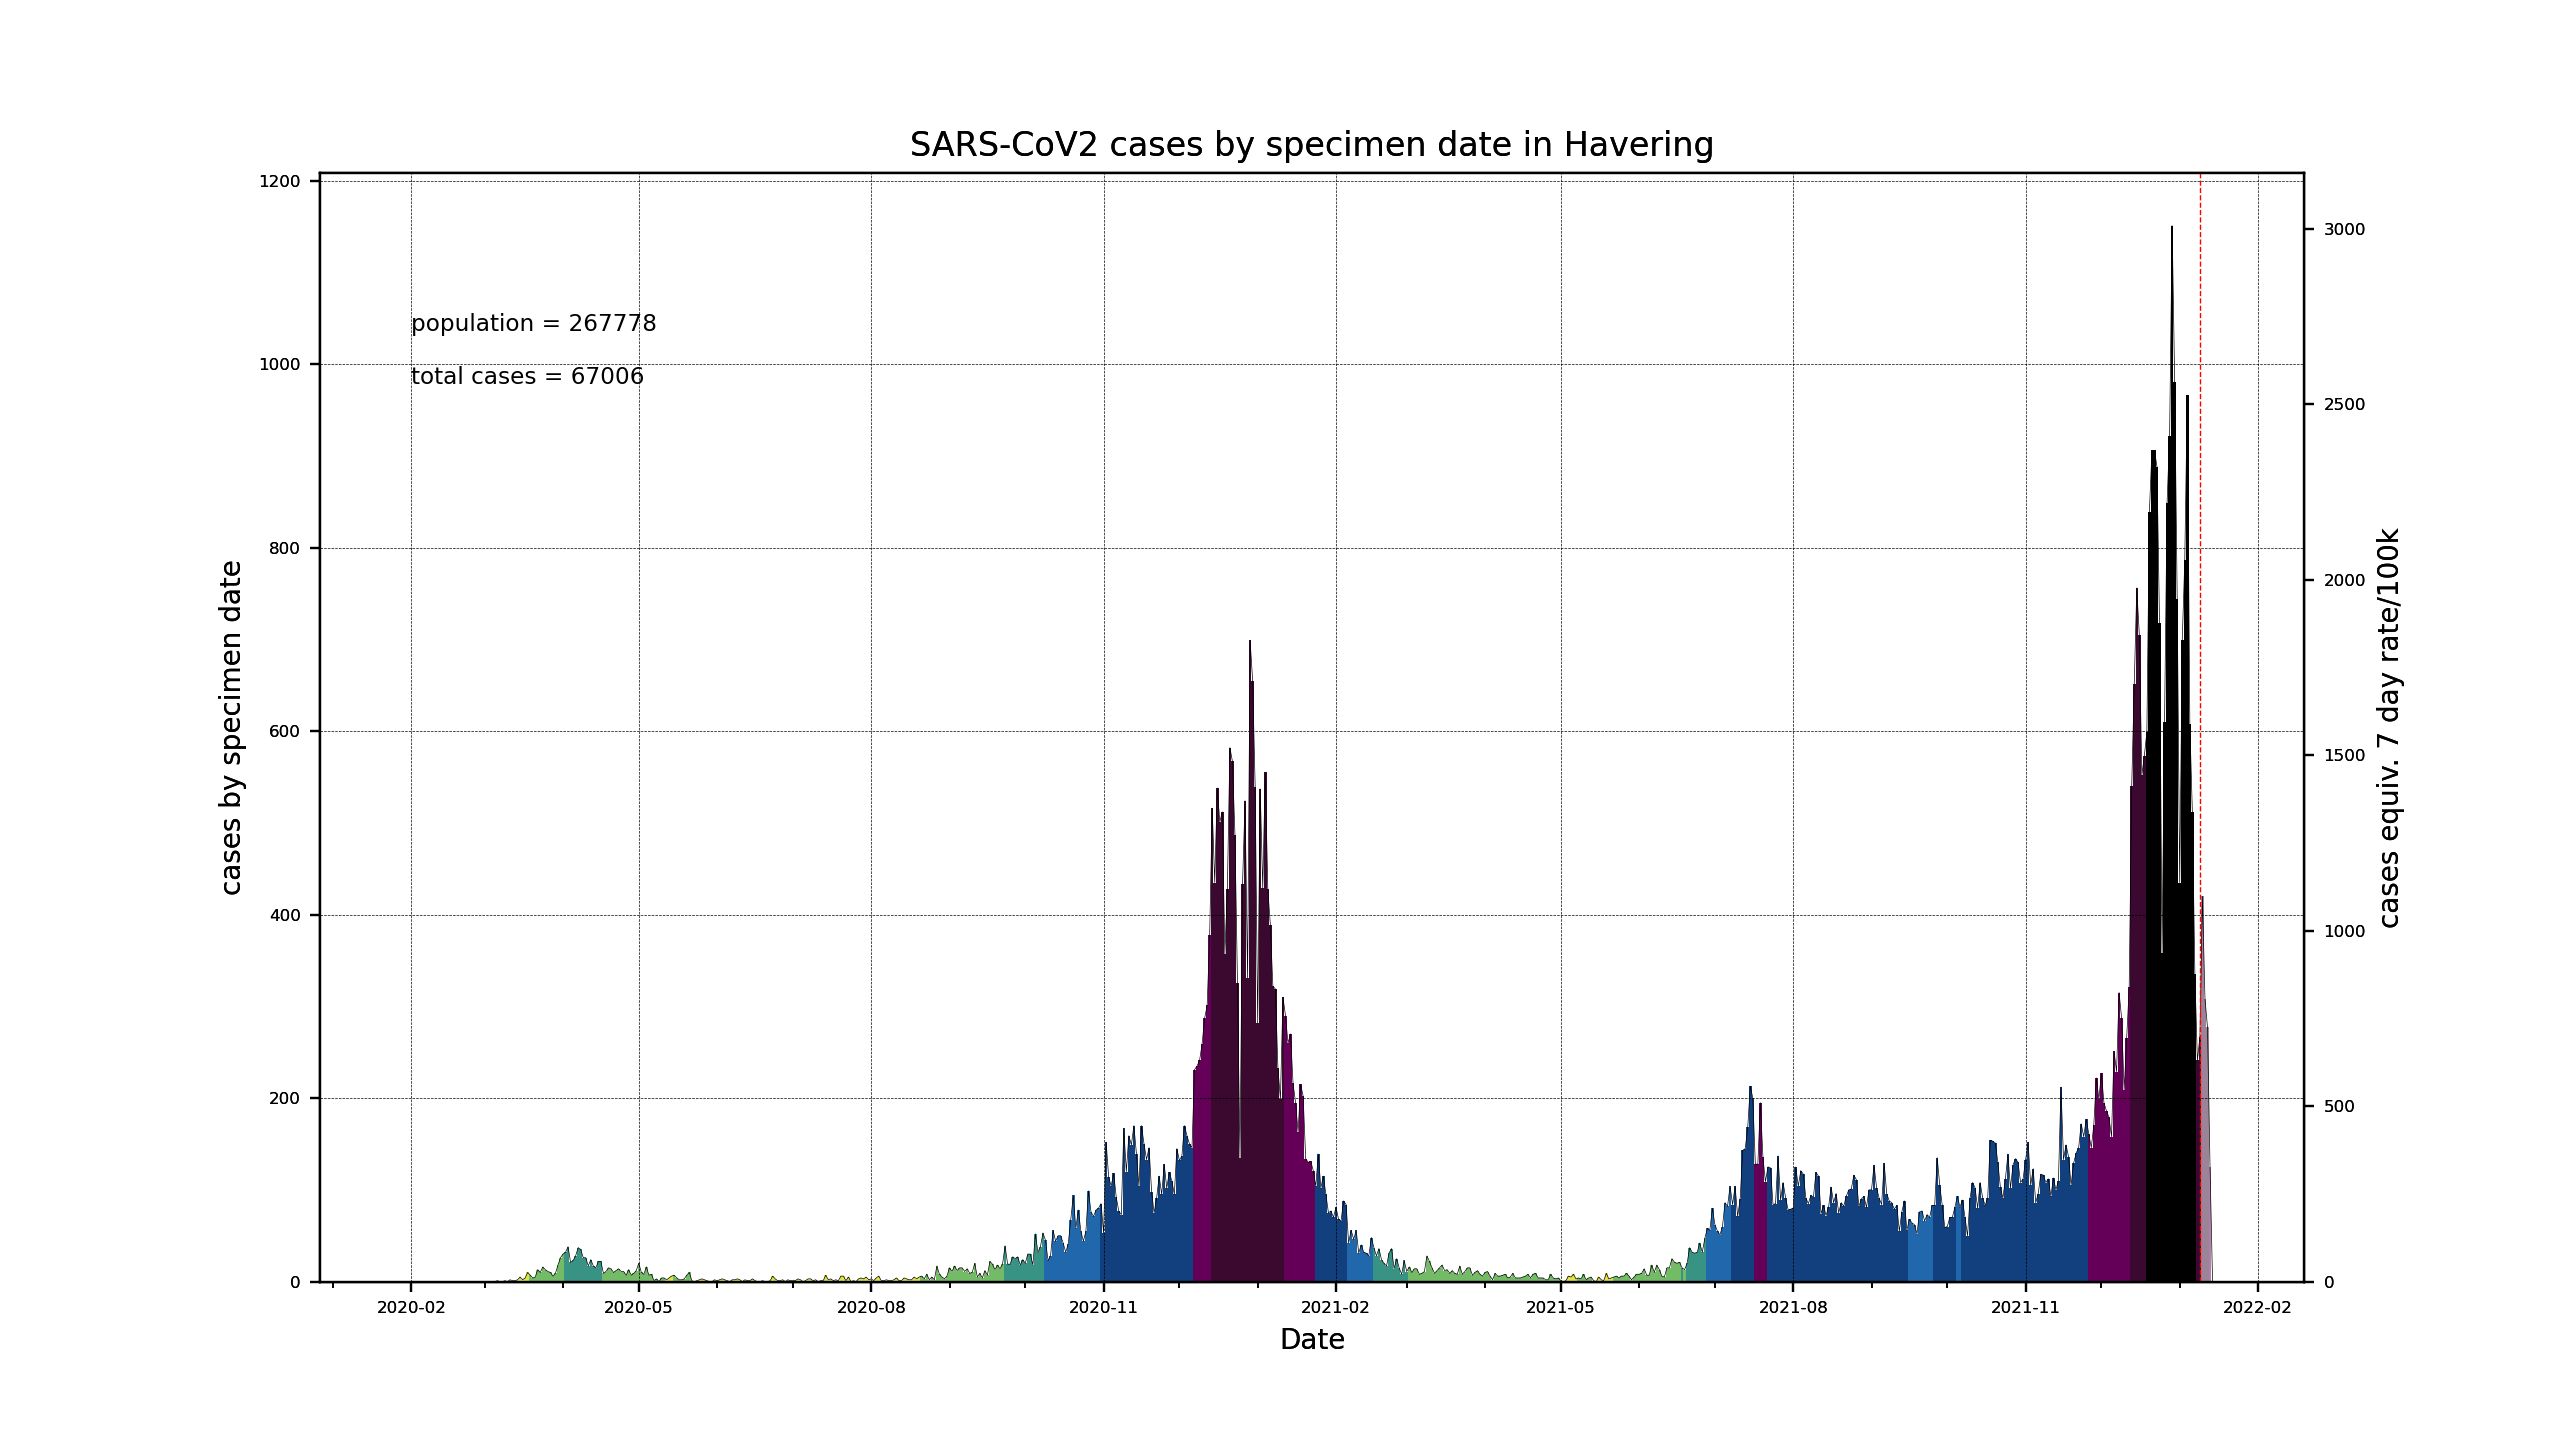 SARS-CoV2 cases by specimen date in Havering
population = 267778
total cases = 67006
cases by specimen date
1200
1000
800
600
400
200
0
3000
2500
2000
1500
1000
500
0
cases equiv. 7 day rate/100k
2020-02 2020-05 2020-08 2020-11 2021-02 2021-05 2021-08 2021-11 2022-02
Date